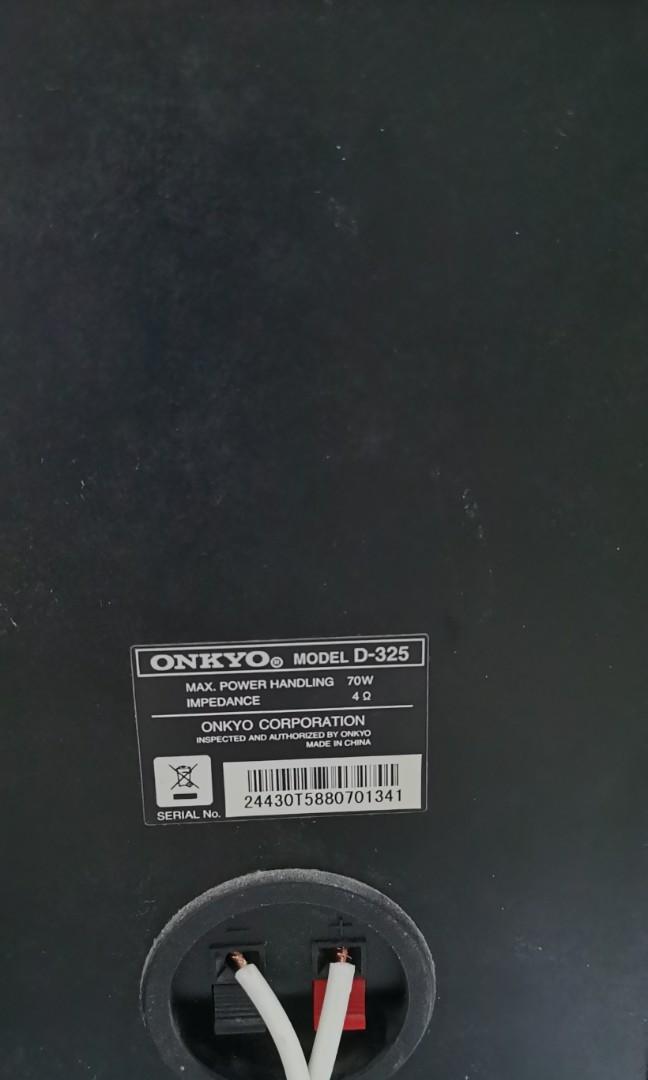 ONKYO® MODEL D-325
MAX. POWER HANDLING 70W
IMPEDANCE 4 Ω
ONKYO CORPORATION
INSPECTED AND AUTHORIZED BY ONKYO
MADE IN CHINA
24430T5880701341
SERIAL No.
− +